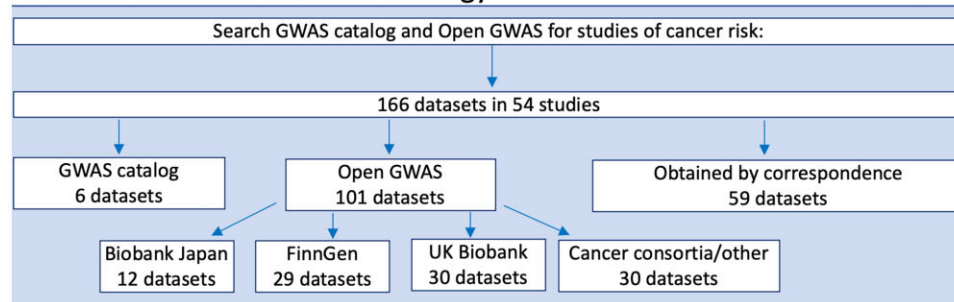 Search GWAS catalog and Open GWAS for studies of cancer risk:
166 datasets in 54 studies
GWAS catalog
6 datasets
Open GWAS
101 datasets
Obtained by correspondence
59 datasets
Biobank Japan
12 datasets
FinnGen
29 datasets
UK Biobank
30 datasets
Cancer consortia/other
30 datasets